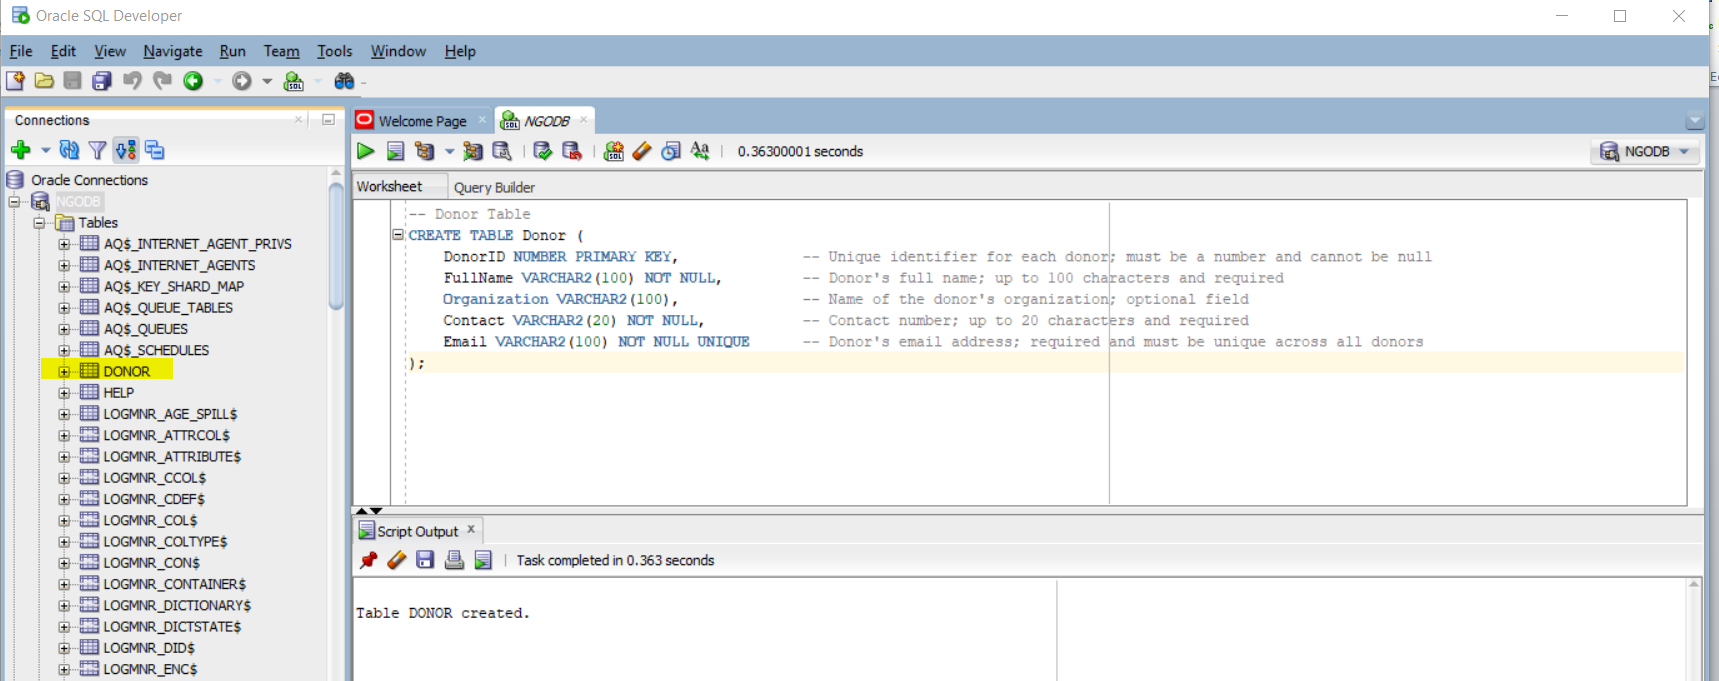 Oracle SQL Developer
File Edit View Navigate Run Team Tools Window Help
Connections
Oracle Connections
NGODB
Tables
AQ$_INTERNET_AGENT_PRIVS
AQ$_INTERNET_AGENTS
AQ$_KEY_SHARD_MAP
AQ$_QUEUE_TABLES
AQ$_QUEUES
AQ$_SCHEDULES
DONOR
HELP
LOGMNR_AGE_SPILL$
LOGMNR_ATTRCOL$
LOGMNR_ATTRIBUTE$
LOGMNR_CCOL$
LOGMNR_CDEF$
LOGMNR_COL$
LOGMNR_COLTYPE$
LOGMNR_CON$
LOGMNR_CONTAINER$
LOGMNR_DICTIONARY$
LOGMNR_DICTSTATE$
LOGMNR_DID$
LOGMNR_ENC$
Welcome Page NGODB
0.36300001 seconds NGODB
Worksheet Query Builder
-- Donor Table
CREATE TABLE Donor (
DonorID NUMBER PRIMARY KEY, -- Unique identifier for each donor; must be a number and cannot be null
FullName VARCHAR2(100) NOT NULL, -- Donor's full name; up to 100 characters and required
Organization VARCHAR2(100), -- Name of the donor's organization; optional field
Contact VARCHAR2(20) NOT NULL, -- Contact number; up to 20 characters and required
Email VARCHAR2(100) NOT NULL UNIQUE -- Donor's email address; required and must be unique across all donors
);
Script Output
Task completed in 0.363 seconds
Table DONOR created.